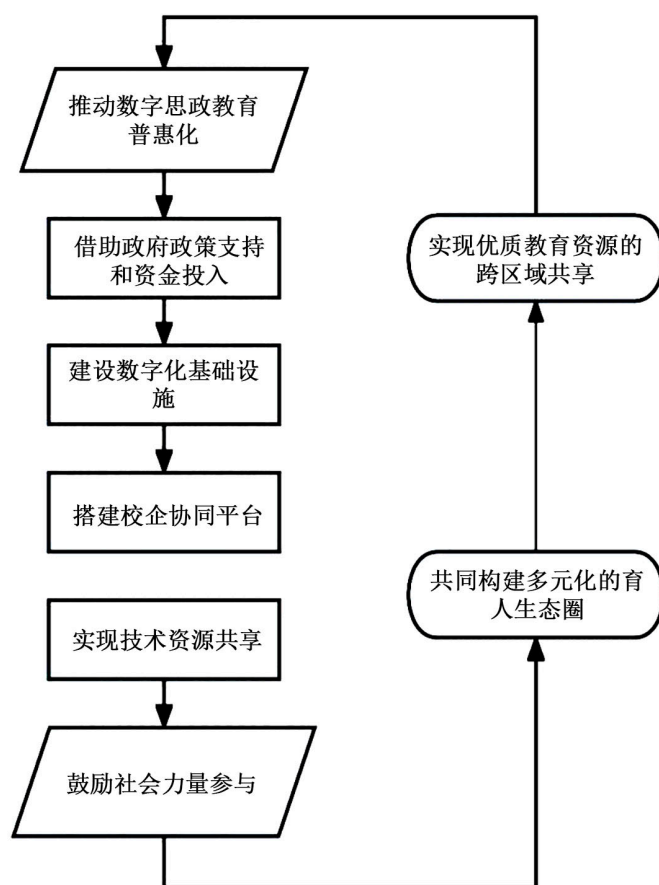 推动数字思政教育
普惠化
借助政府政策支持
和资金投入
建设数字化基础设
施
搭建校企协同平台
实现技术资源共享
鼓励社会力量参与
共同构建多元化的育
人生态圈
实现优质教育资源的
跨区域共享